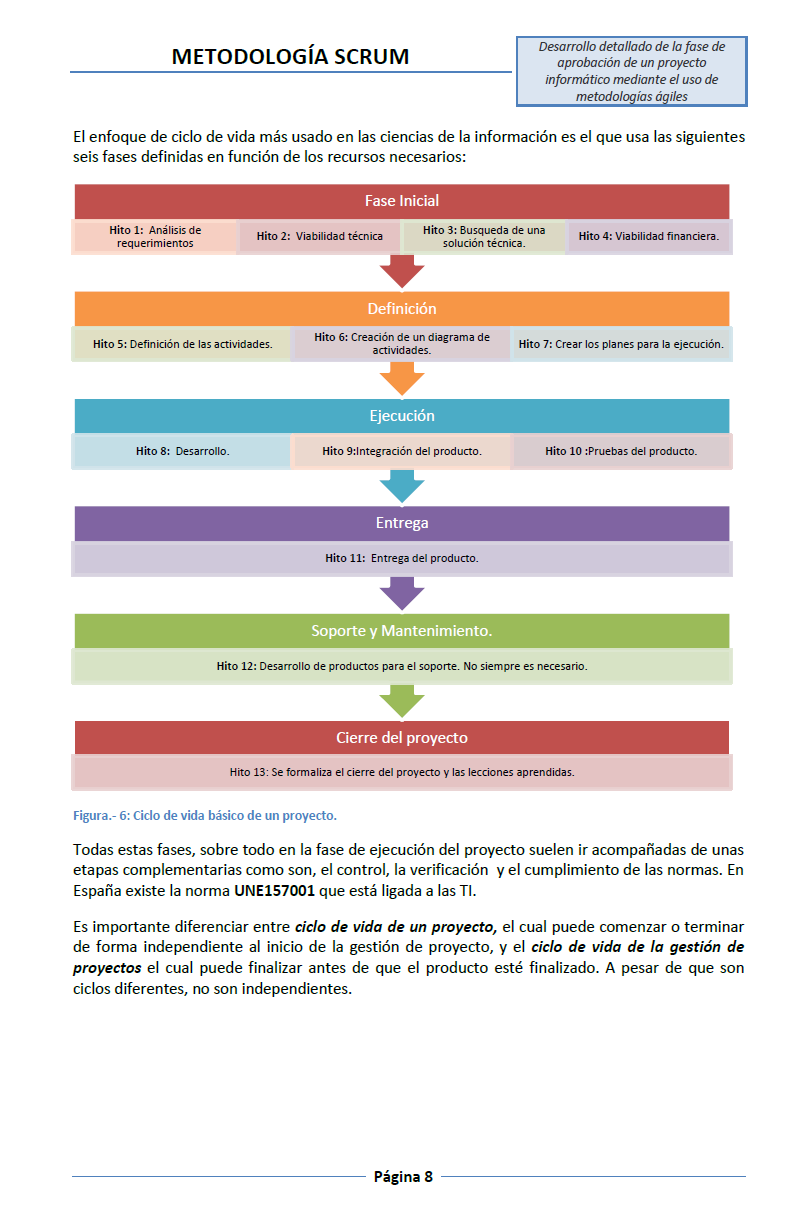 METODOLOGÍA SCRUM
Desarrollo detallado de la fase de
aprobación de un proyecto
informático mediante el uso de
metodologías ágiles
El enfoque de ciclo de vida más usado en las ciencias de la información es el que usa las siguientes
seis fases definidas en función de los recursos necesarios:
Fase Inicial
Hito 1: Análisis de
requerimientos
Hito 2: Viabilidad técnica
Hito 3: Busqueda de una
solución técnica.
Hito 4: Viabilidad financiera.
Definición
Hito 5: Definición de las actividades.
Hito 6: Creación de un diagrama de
actividades.
Hito 7: Crear los planes para la ejecución.
Ejecución
Hito 8: Desarrollo.
Hito 9:Integración del producto.
Hito 10 :Pruebas del producto.
Entrega
Hito 11: Entrega del producto.
Soporte y Mantenimiento.
Hito 12: Desarrollo de productos para el soporte. No siempre es necesario.
Cierre del proyecto
Hito 13: Se formaliza el cierre del proyecto y las lecciones aprendidas.
Figura.- 6: Ciclo de vida básico de un proyecto.
Todas estas fases, sobre todo en la fase de ejecución del proyecto suelen ir acompañadas de unas
etapas complementarias como son, el control, la verificación y el cumplimiento de las normas. En
España existe la norma UNE157001 que está ligada a las TI.
Es importante diferenciar entre ciclo de vida de un proyecto, el cual puede comenzar o terminar
de forma independiente al inicio de la gestión de proyecto, y el ciclo de vida de la gestión de
proyectos el cual puede finalizar antes de que el producto esté finalizado. A pesar de que son
ciclos diferentes, no son independientes.
Página 8